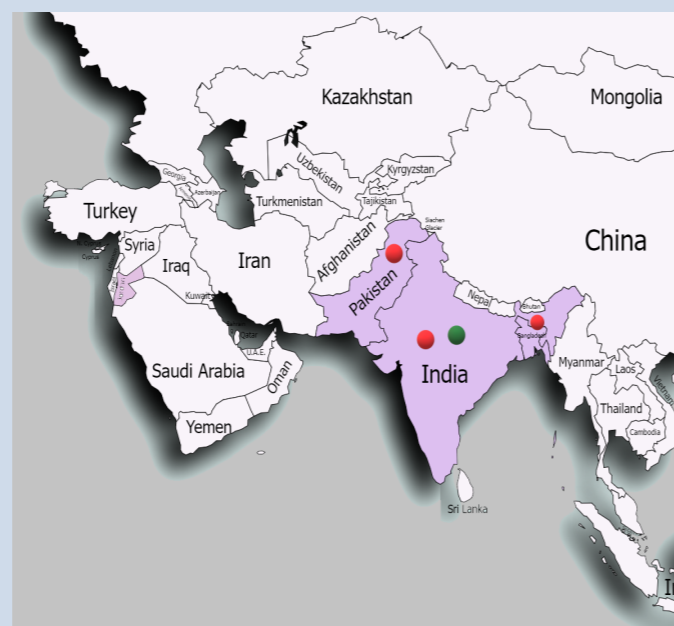 Kazakhstan
Mongolia
Georgia
Uzbekistan
Kyrgyzstan
Azerbaijan
Turkmenistan
Tajikistan
Turkey
Siachen
Glacier
Syria
Afghanistan
China
Cyprus
Iraq
Iran
Pakistan
Kuwait
Nepal
Bhutan
Qatar
Bangladesh
U.A.E.
Saudi Arabia
Oman
India
Myanmar
Laos
Vietnam
Thailand
Yemen
Cambodia
Sri Lanka